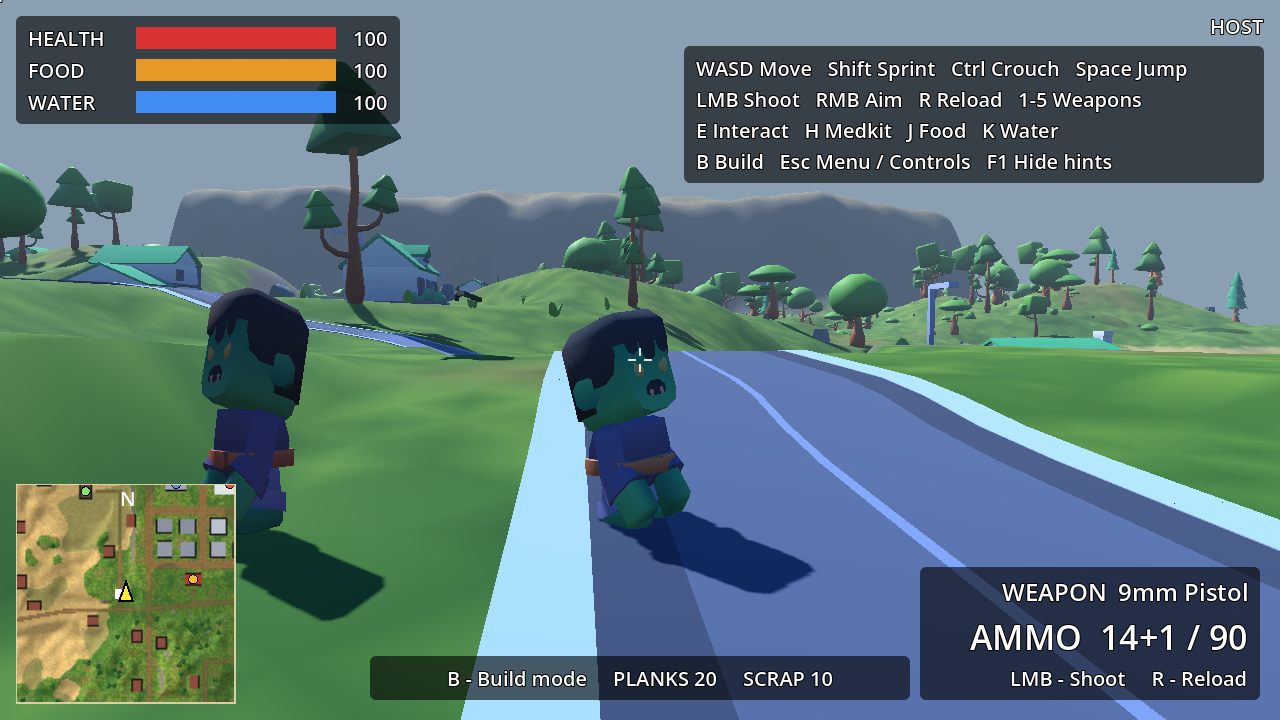 HEALTH 100
FOOD 100
WATER 100
HOST
WASD Move Shift Sprint Ctrl Crouch Space Jump
LMB Shoot RMB Aim R Reload 1-5 Weapons
E Interact H Medkit J Food K Water
B Build Esc Menu / Controls F1 Hide hints
N
WEAPON 9mm Pistol
AMMO 14+1 / 90
LMB - Shoot R - Reload
B - Build mode PLANKS 20 SCRAP 10